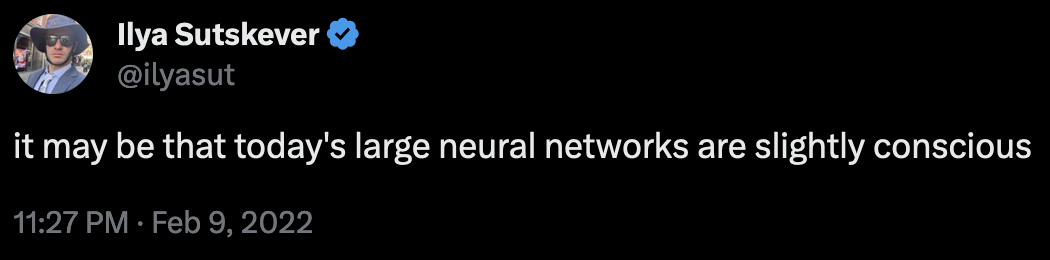 Ilya Sutskever
@ilyasut
it may be that today's large neural networks are slightly conscious
11:27 PM · Feb 9, 2022